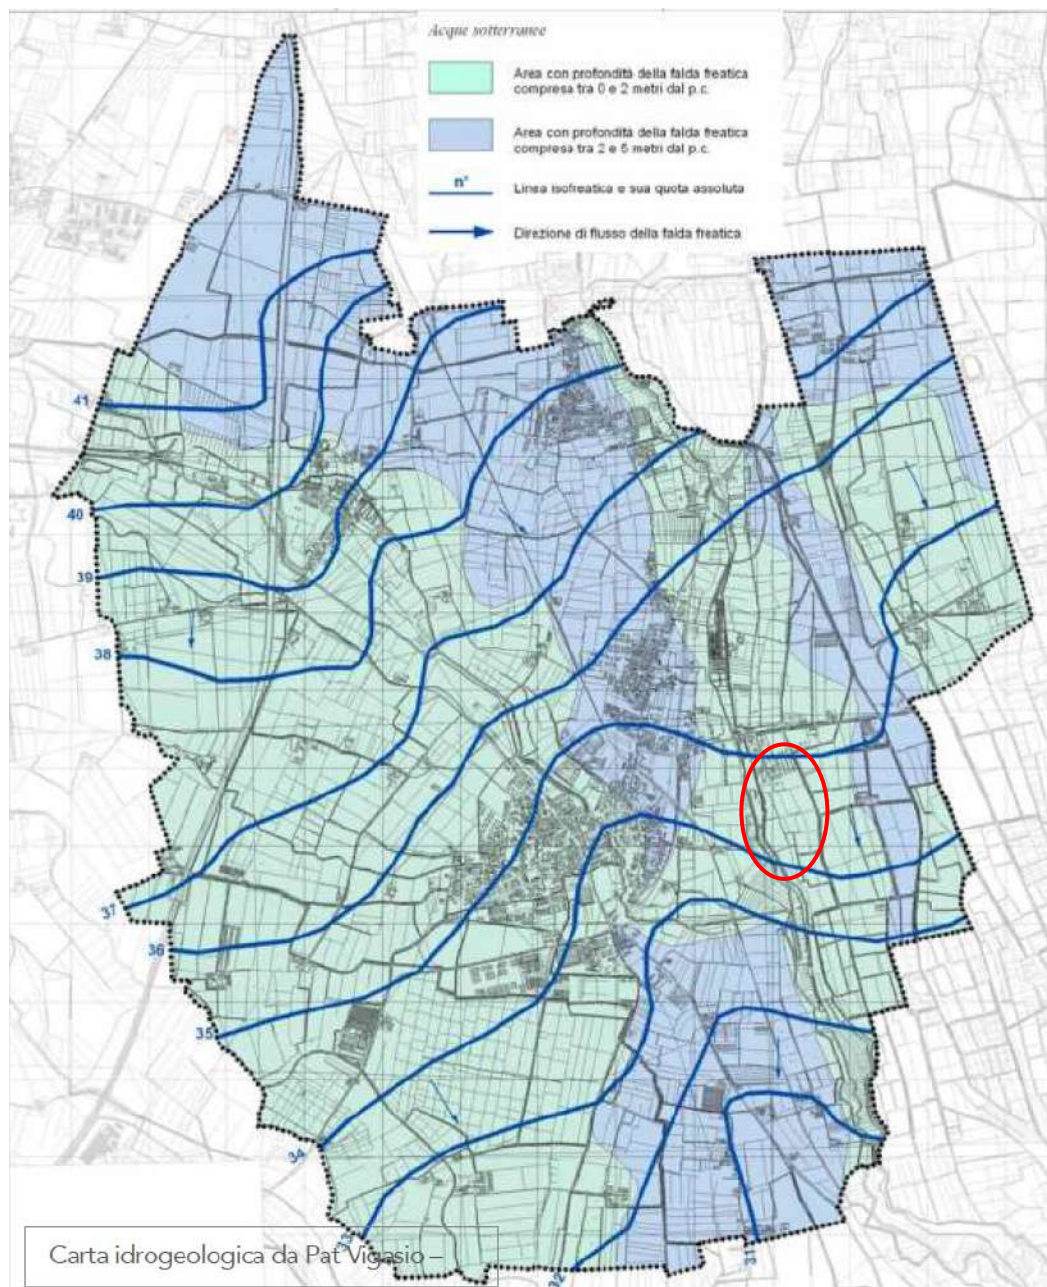 Acque sotterranee
Area con profondità della falda freatica
compresa tra 0 e 2 metri dal p.c.
Area con profondità della falda freatica
compresa tra 2 e 5 metri dal p.c.
n°
Linea isofreatica e sua quota assoluta
Direzione di flusso della falda freatica
41
40
39
38
37
36
35
34
33
32
31
Carta idrogeologica da Pat Vigasio –